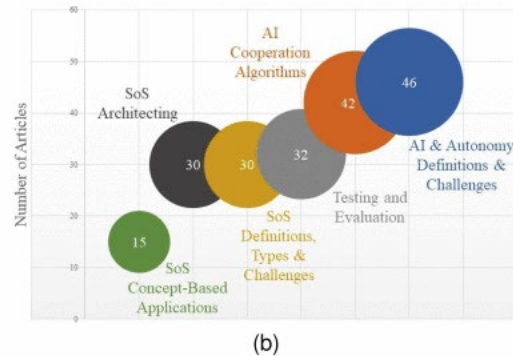 60
50
40
30
20
10
0
Number of Articles
SoS
Architecting
AI
Cooperation
Algorithms
46
42
32
30
30
15
AI & Autonomy
Definitions &
Challenges
Testing and
Evaluation
SoS
Definitions,
Types &
Challenges
SoS
Concept-Based
Applications
(b)